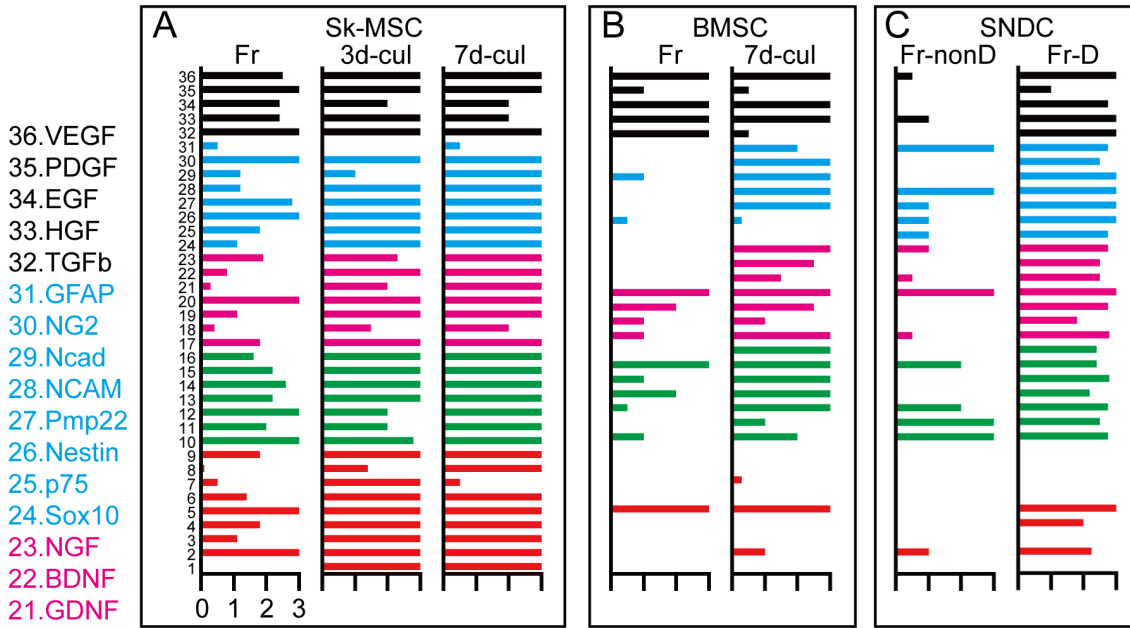 A Sk-MSC
Fr 3d-cul 7d-cul
B BMSC
Fr 7d-cul
C SNDC
Fr-nonD Fr-D
36.VEGF
35.PDGF
34.EGF
33.HGF
32.TGFb
31.GFAP
30.NG2
29.Ncad
28.NCAM
27.Pmp22
26.Nestin
25.p75
24.Sox10
23.NGF
22.BDNF
21.GDNF
36
35
34
33
32
31
30
29
28
27
26
25
24
23
22
21
20
19
18
17
16
15
14
13
12
11
10
9
8
7
6
5
4
3
2
1
0 1 2 3